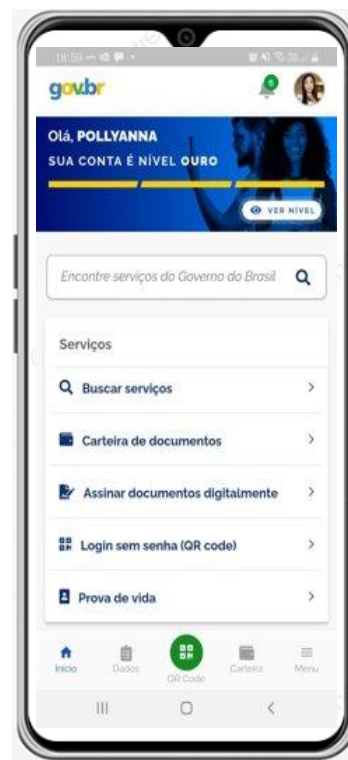 18:59
gov.br
Olá, POLLYANNA
SUA CONTA É NÍVEL OURO
VER NÍVEL
Encontre serviços do Governo do Brasil
Serviços
Buscar serviços
Carteira de documentos
Assinar documentos digitalmente
Login sem senha (QR code)
Prova de vida
Início Dados QR Code Carteira Menu